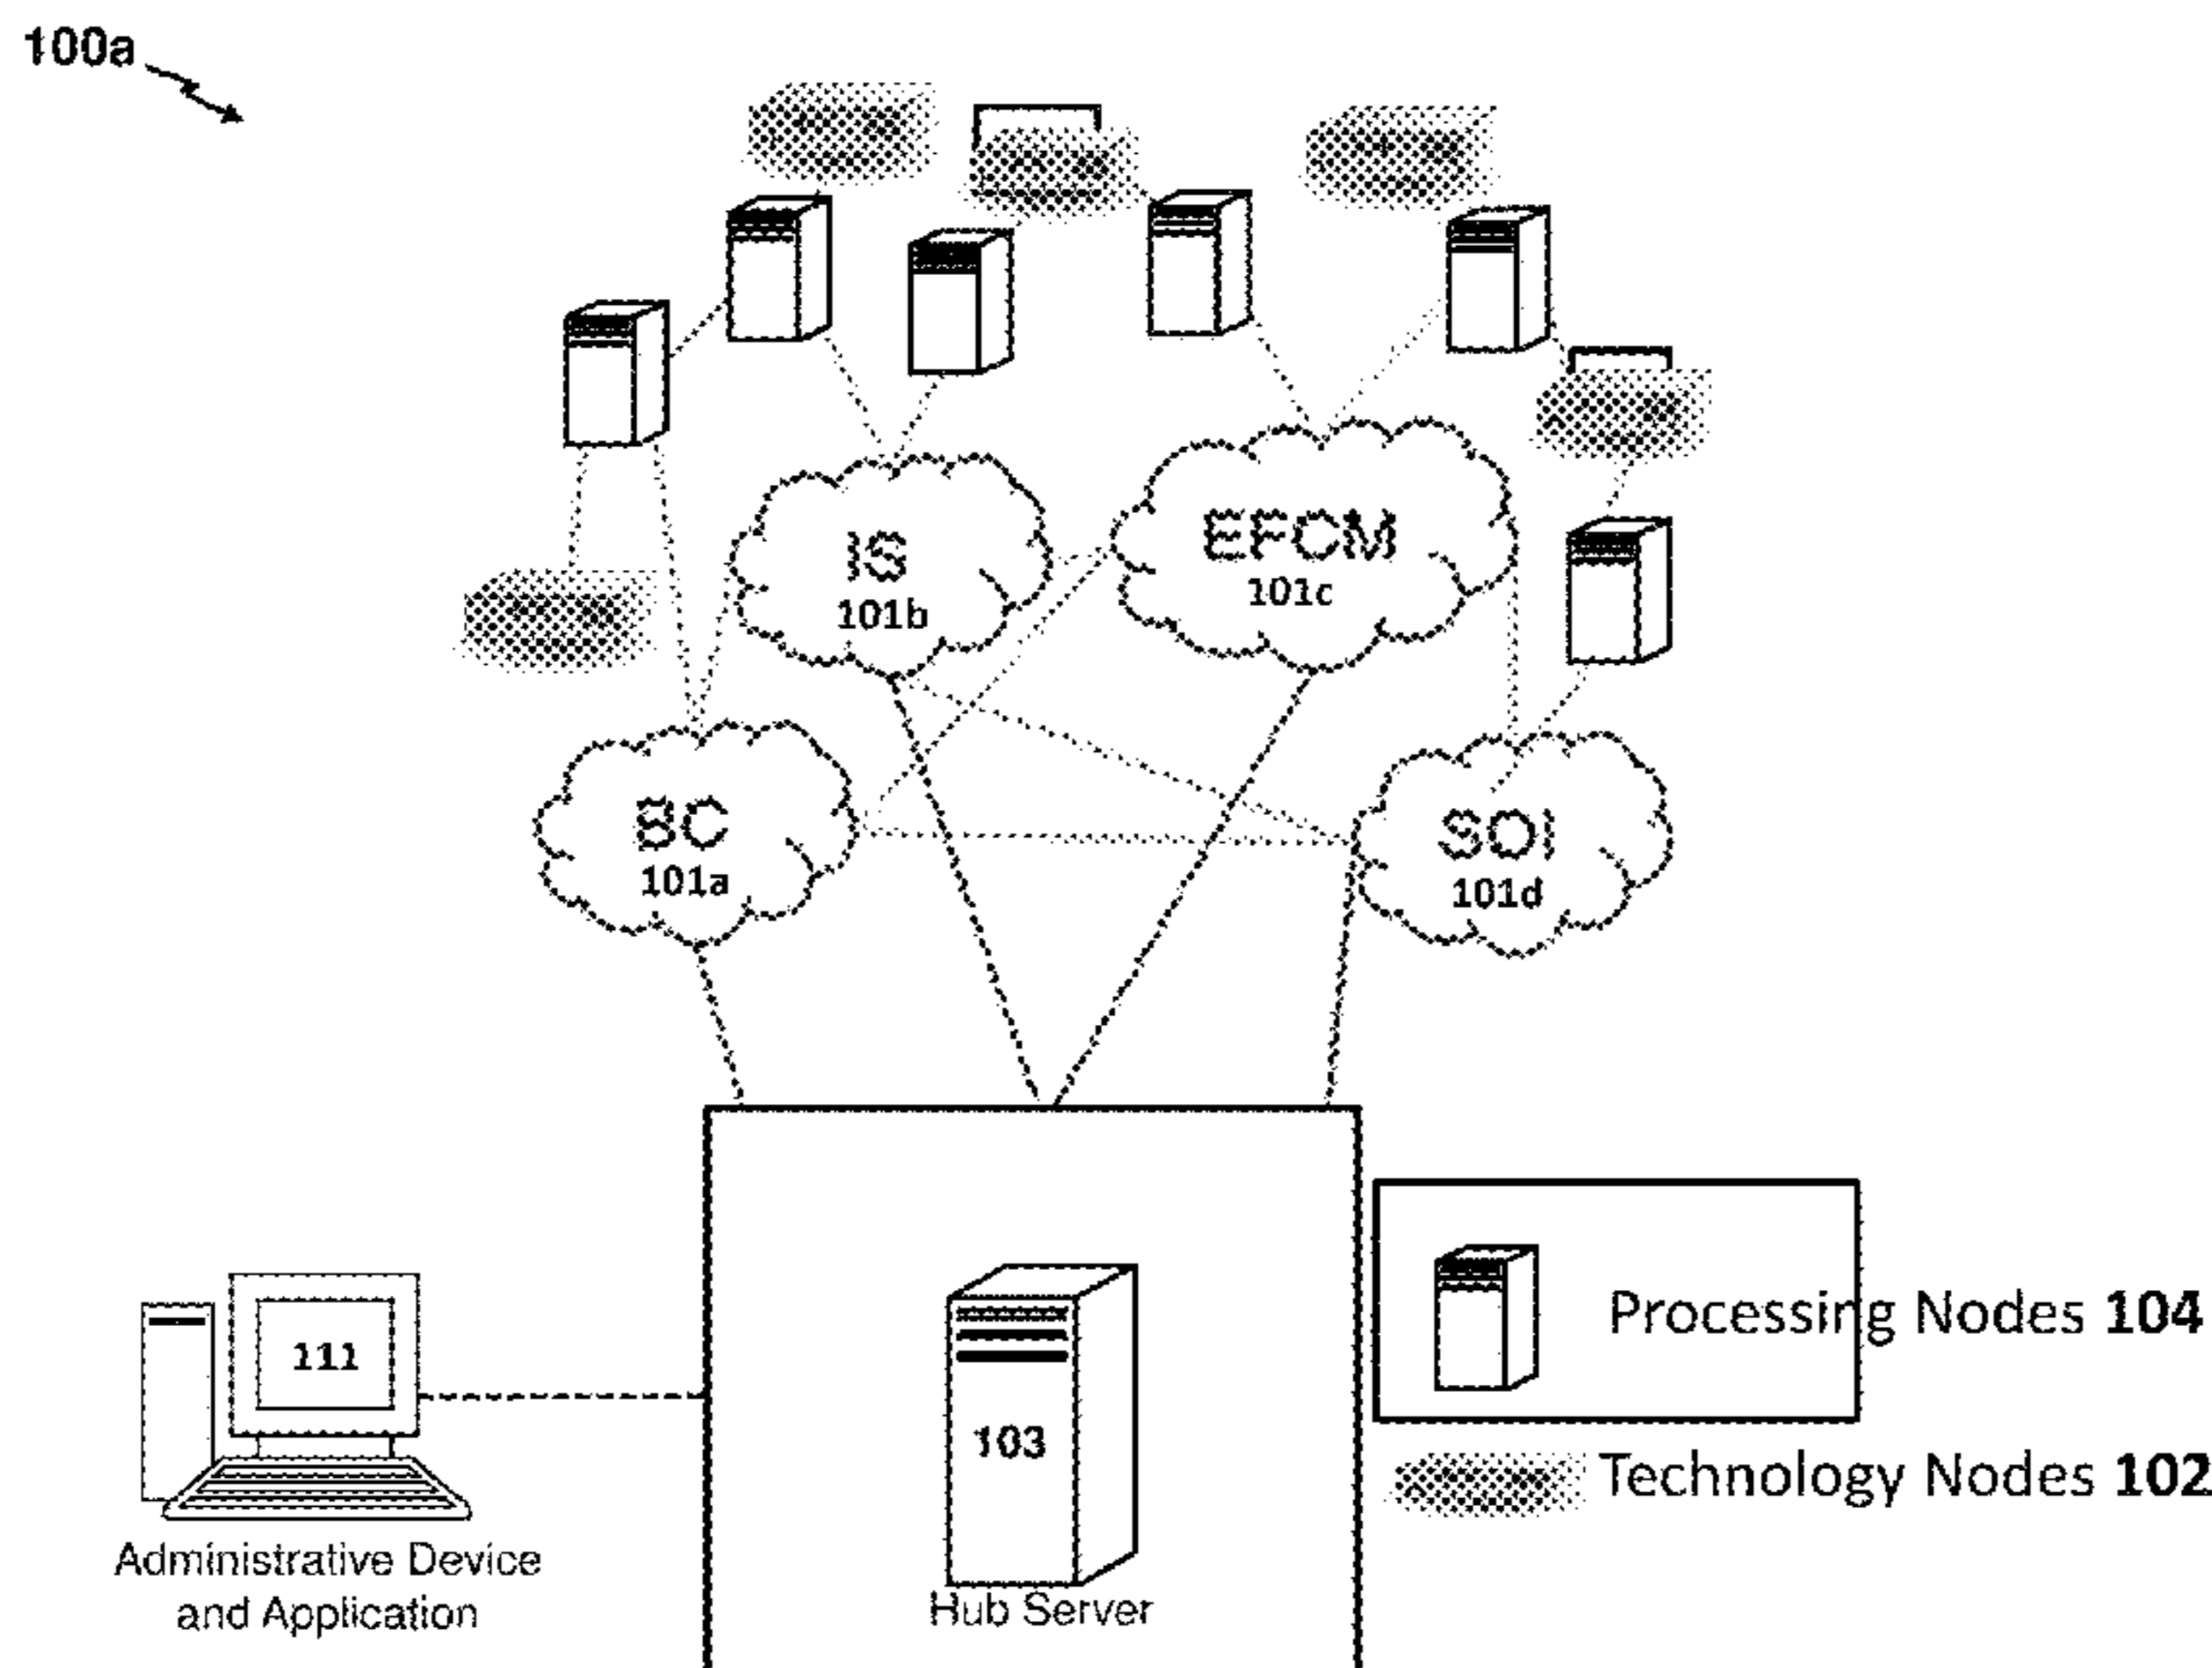 100a
IS
101b
EFCM
101c
SC
101a
SOI
101d
111
Administrative Device
and Application
103
Hub Server
Processing Nodes 104
Technology Nodes 102